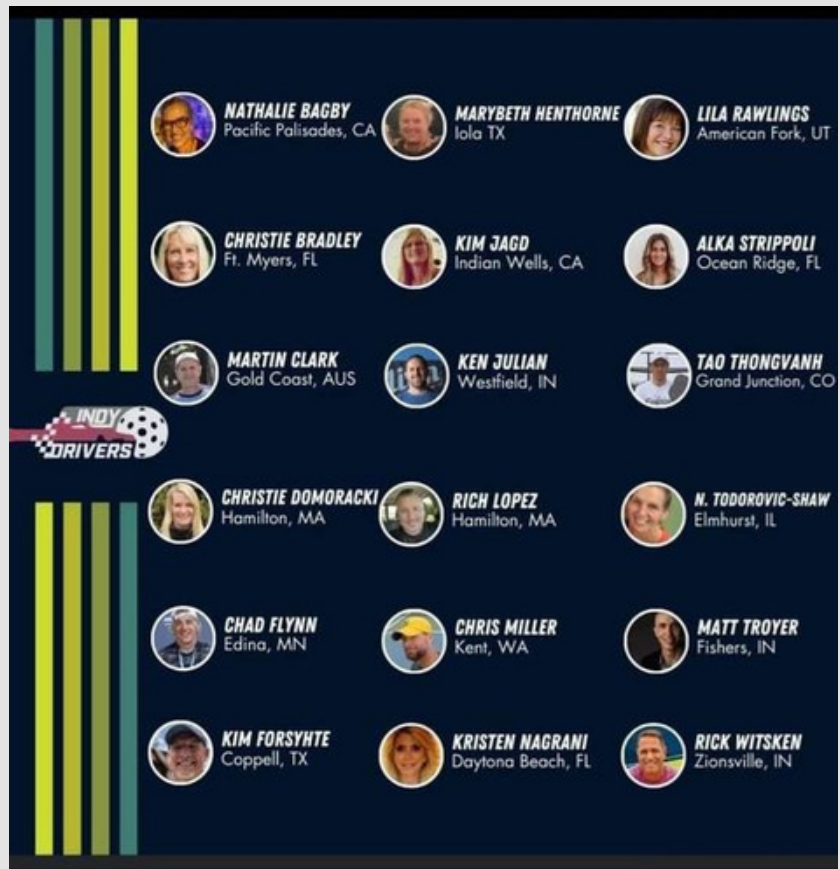 NATHALIE BAGBY
Pacific Palisades, CA
MARYBETH HENTHORNE
Iola TX
LILA RAWLINGS
American Fork, UT
CHRISTIE BRADLEY
Ft. Myers, FL
KIM JAGD
Indian Wells, CA
ALKA STRIPPOLI
Ocean Ridge, FL
MARTIN CLARK
Gold Coast, AUS
KEN JULIAN
Westfield, IN
TAO THONGVANH
Grand Junction, CO
INDY
DRIVERS
CHRISTIE DOMORACKI
Hamilton, MA
RICH LOPEZ
Hamilton, MA
N. TODOROVIC-SHAW
Elmhurst, IL
CHAD FLYNN
Edina, MN
CHRIS MILLER
Kent, WA
MATT TROYER
Fishers, IN
KIM FORSYHTE
Coppell, TX
KRISTEN NAGRANI
Daytona Beach, FL
RICK WITSKEN
Zionsville, IN